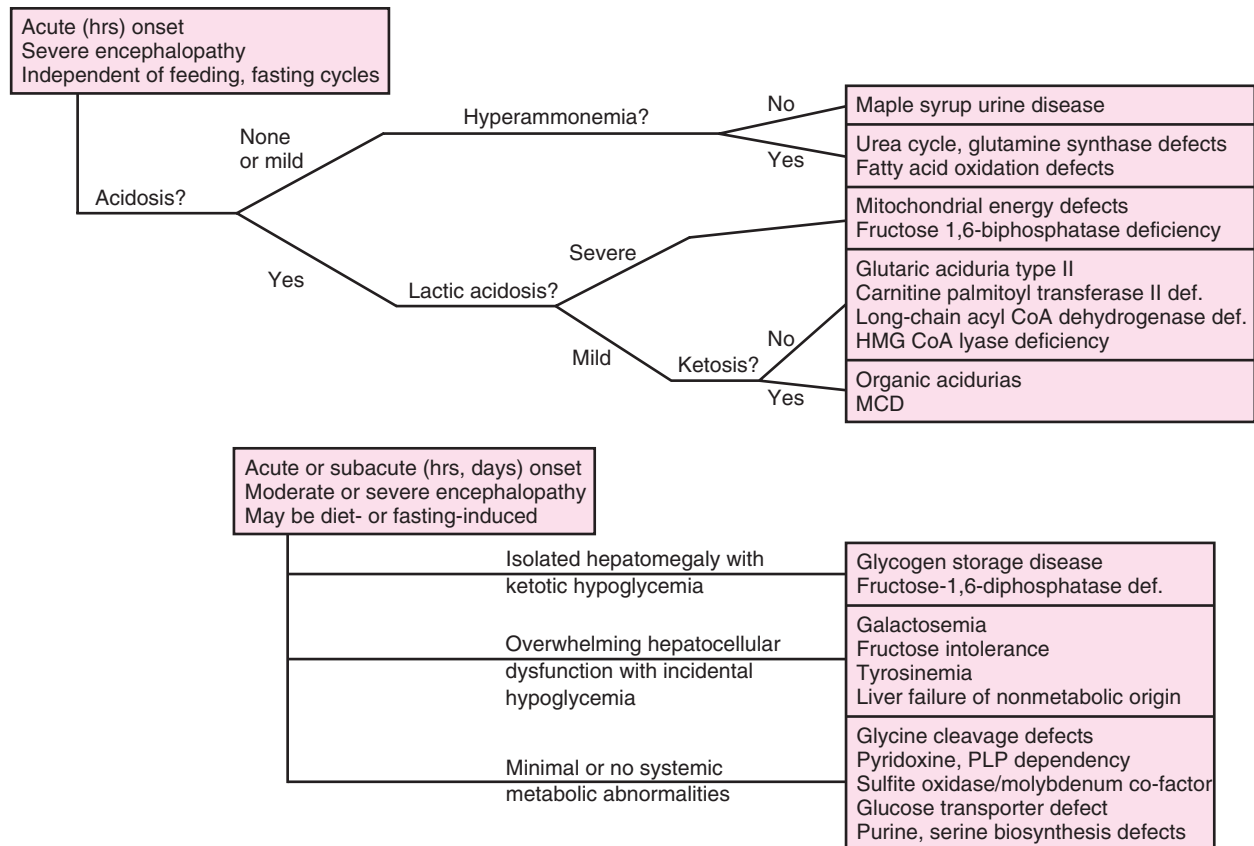 Acute (hrs) onset
Severe encephalopathy
Independent of feeding, fasting cycles
Acidosis?
None
or mild
Hyperammonemia?
No
Maple syrup urine disease
Yes
Urea cycle, glutamine synthase defects
Fatty acid oxidation defects
Yes
Lactic acidosis?
Severe
Mitochondrial energy defects
Fructose 1,6-biphosphatase deficiency
Mild
Ketosis?
No
Glutaric aciduria type II
Carnitine palmitoyl transferase II def.
Long-chain acyl CoA dehydrogenase def.
HMG CoA lyase deficiency
Yes
Organic acidurias
MCD
Acute or subacute (hrs, days) onset
Moderate or severe encephalopathy
May be diet- or fasting-induced
Isolated hepatomegaly with
ketotic hypoglycemia
Glycogen storage disease
Fructose-1,6-diphosphatase def.
Overwhelming hepatocellular
dysfunction with incidental
hypoglycemia
Galactosemia
Fructose intolerance
Tyrosinemia
Liver failure of nonmetabolic origin
Minimal or no systemic
metabolic abnormalities
Glycine cleavage defects
Pyridoxine, PLP dependency
Sulfite oxidase/molybdenum co-factor
Glucose transporter defect
Purine, serine biosynthesis defects